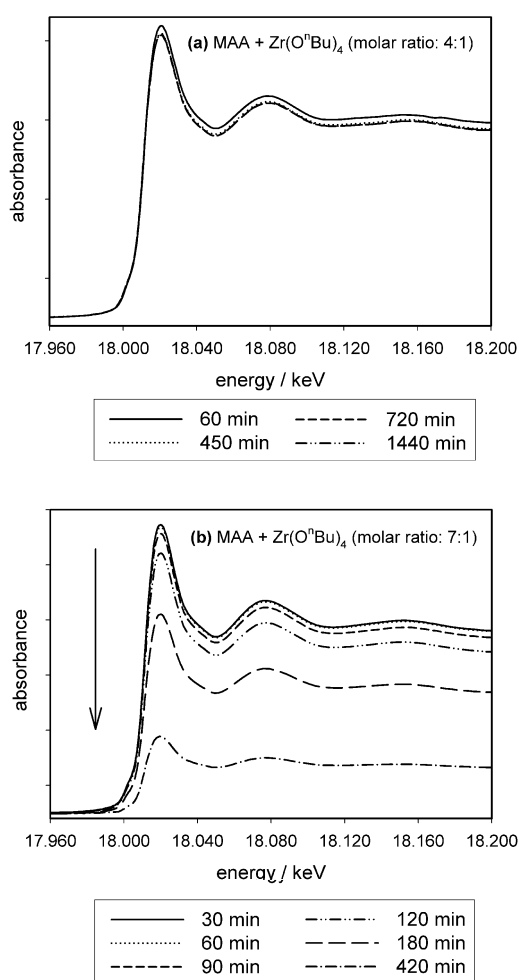 (a) MAA + Zr(OⁿBu)₄ (molar ratio: 4:1)
absorbance
17.960 18.000 18.040 18.080 18.120 18.160 18.200
energy / keV
60 min 720 min
450 min 1440 min
(b) MAA + Zr(OⁿBu)₄ (molar ratio: 7:1)
absorbance
17.960 18.000 18.040 18.080 18.120 18.160 18.200
energy / keV
30 min 120 min
60 min 180 min
90 min 420 min